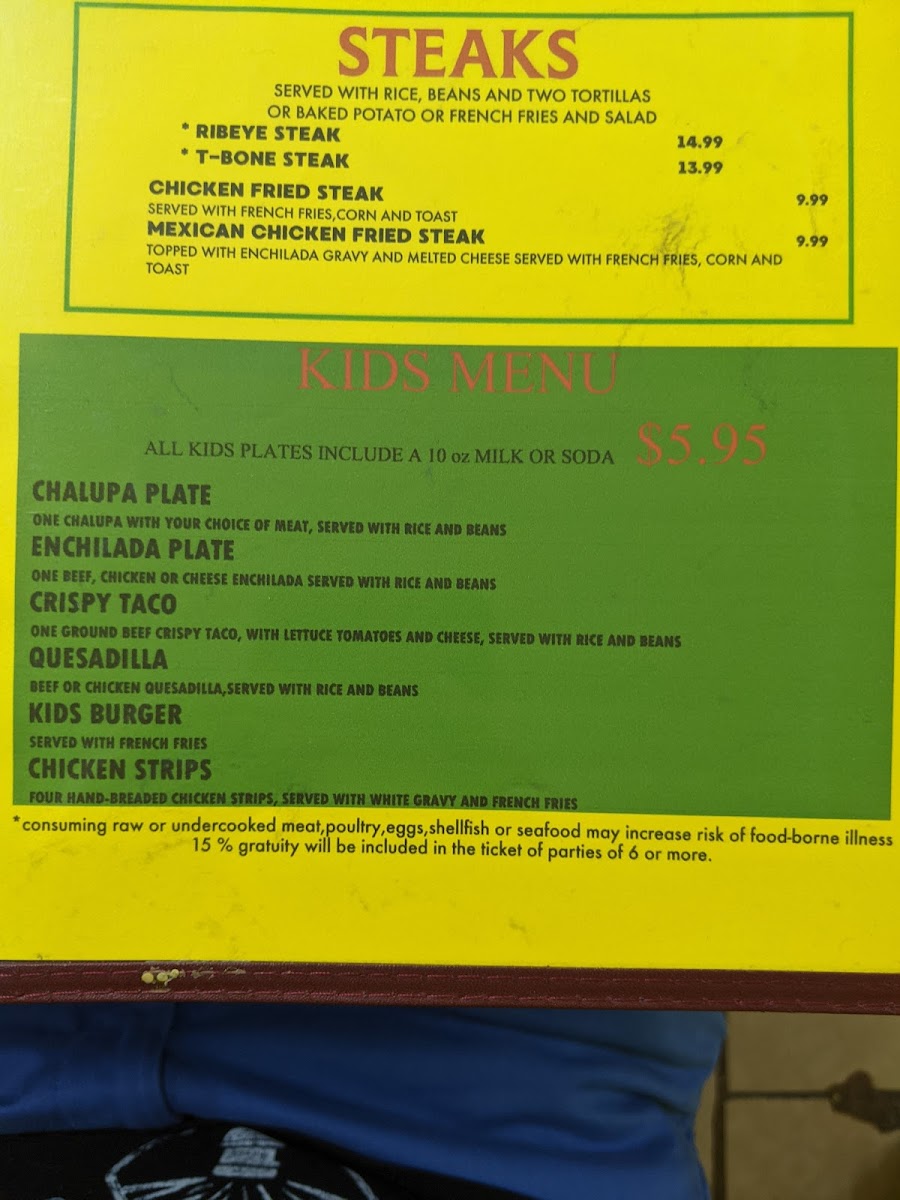 STEAKS
SERVED WITH RICE, BEANS AND TWO TORTILLAS
OR BAKED POTATO OR FRENCH FRIES AND SALAD
* RIBEYE STEAK 14.99
* T-BONE STEAK 13.99
CHICKEN FRIED STEAK 9.99
SERVED WITH FRENCH FRIES,CORN AND TOAST
MEXICAN CHICKEN FRIED STEAK 9.99
TOPPED WITH ENCHILADA GRAVY AND MELTED CHEESE SERVED WITH FRENCH FRIES, CORN AND
TOAST
KIDS MENU
ALL KIDS PLATES INCLUDE A 10 oz MILK OR SODA $5.95
CHALUPA PLATE
ONE CHALUPA WITH YOUR CHOICE OF MEAT, SERVED WITH RICE AND BEANS
ENCHILADA PLATE
ONE BEEF, CHICKEN OR CHEESE ENCHILADA SERVED WITH RICE AND BEANS
CRISPY TACO
ONE GROUND BEEF CRISPY TACO, WITH LETTUCE TOMATOES AND CHEESE, SERVED WITH RICE AND BEANS
QUESADILLA
BEEF OR CHICKEN QUESADILLA,SERVED WITH RICE AND BEANS
KIDS BURGER
SERVED WITH FRENCH FRIES
CHICKEN STRIPS
FOUR HAND-BREADED CHICKEN STRIPS, SERVED WITH WHITE GRAVY AND FRENCH FRIES
*consuming raw or undercooked meat,poultry,eggs,shellfish or seafood may increase risk of food-borne illness
15 % gratuity will be included in the ticket of parties of 6 or more.